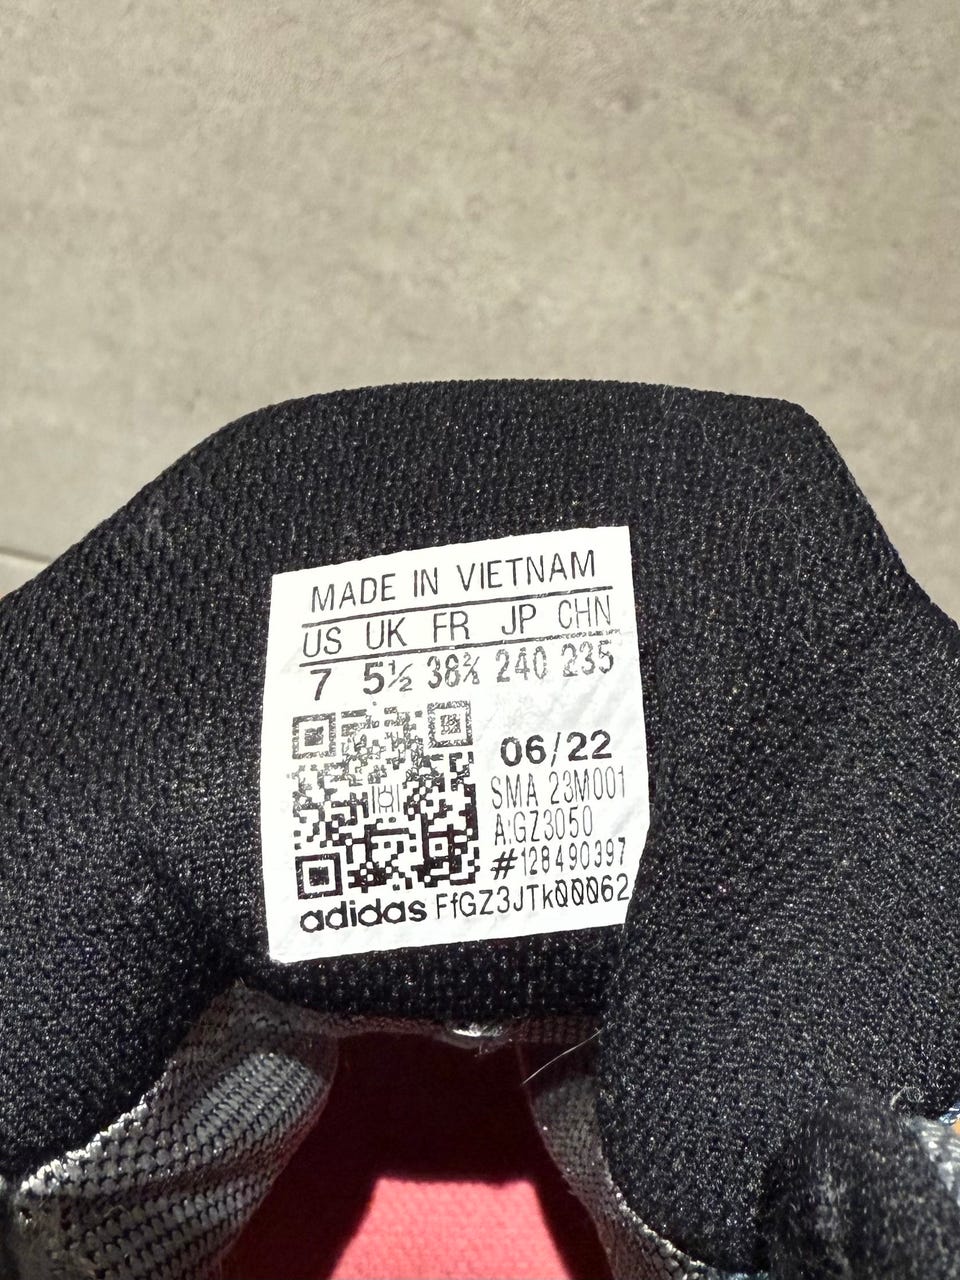 MADE IN VIETNAM
US UK FR JP CHN
7 5½ 38⅔ 240 235
06/22
SMA 23M001
A:GZ3050
#128490397
adidas FfGZ3JTk00062